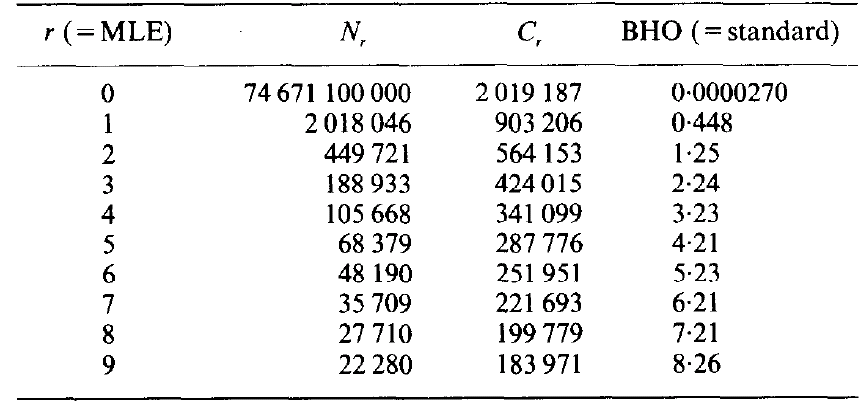 r (=MLE) Nr Cr BHO (=standard)
0 74 671 100 000 2 019 187 0·0000270
1 2 018 046 903 206 0·448
2 449 721 564 153 1·25
3 188 933 424 015 2·24
4 105 668 341 099 3·23
5 68 379 287 776 4·21
6 48 190 251 951 5·23
7 35 709 221 693 6·21
8 27 710 199 779 7·21
9 22 280 183 971 8·26